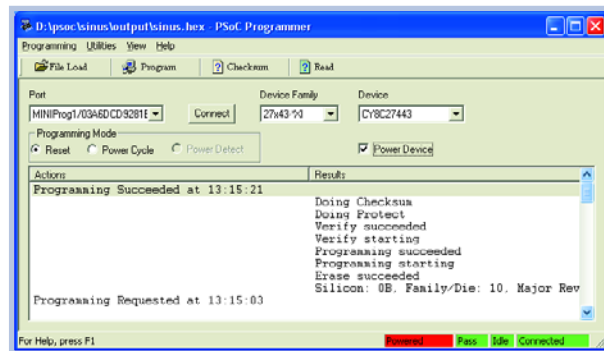 D:\psoc\sinus\output\sinus.hex - PSoC Programmer
Programming Utilities View Help
File Load Program Checksum Read
Port Device Family Device
MINIProg1/03A6DCD9281E Connect 27x43 CY8C27443
Programming Mode
Reset Power Cycle Power Detect Power Device
Actions Results
Programming Succeeded at 13:15:21
Doing Checksum
Doing Protect
Verify succeeded
Verify starting
Programming succeeded
Programming starting
Erase succeeded
Silicon: 0B, Family/Die: 10, Major Rev
Programming Requested at 13:15:03
For Help, press F1 Powered Pass Idle Connected